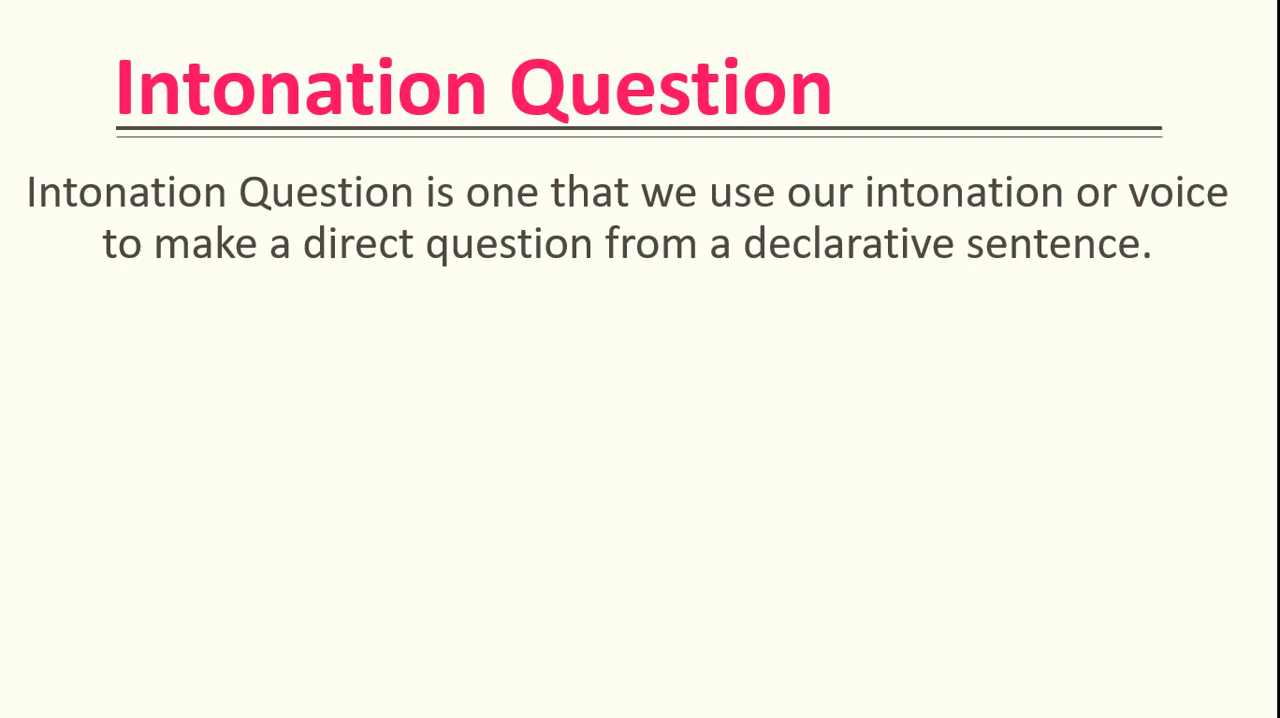 Intonation Question
Intonation Question is one that we use our intonation or voice
to make a direct question from a declarative sentence.